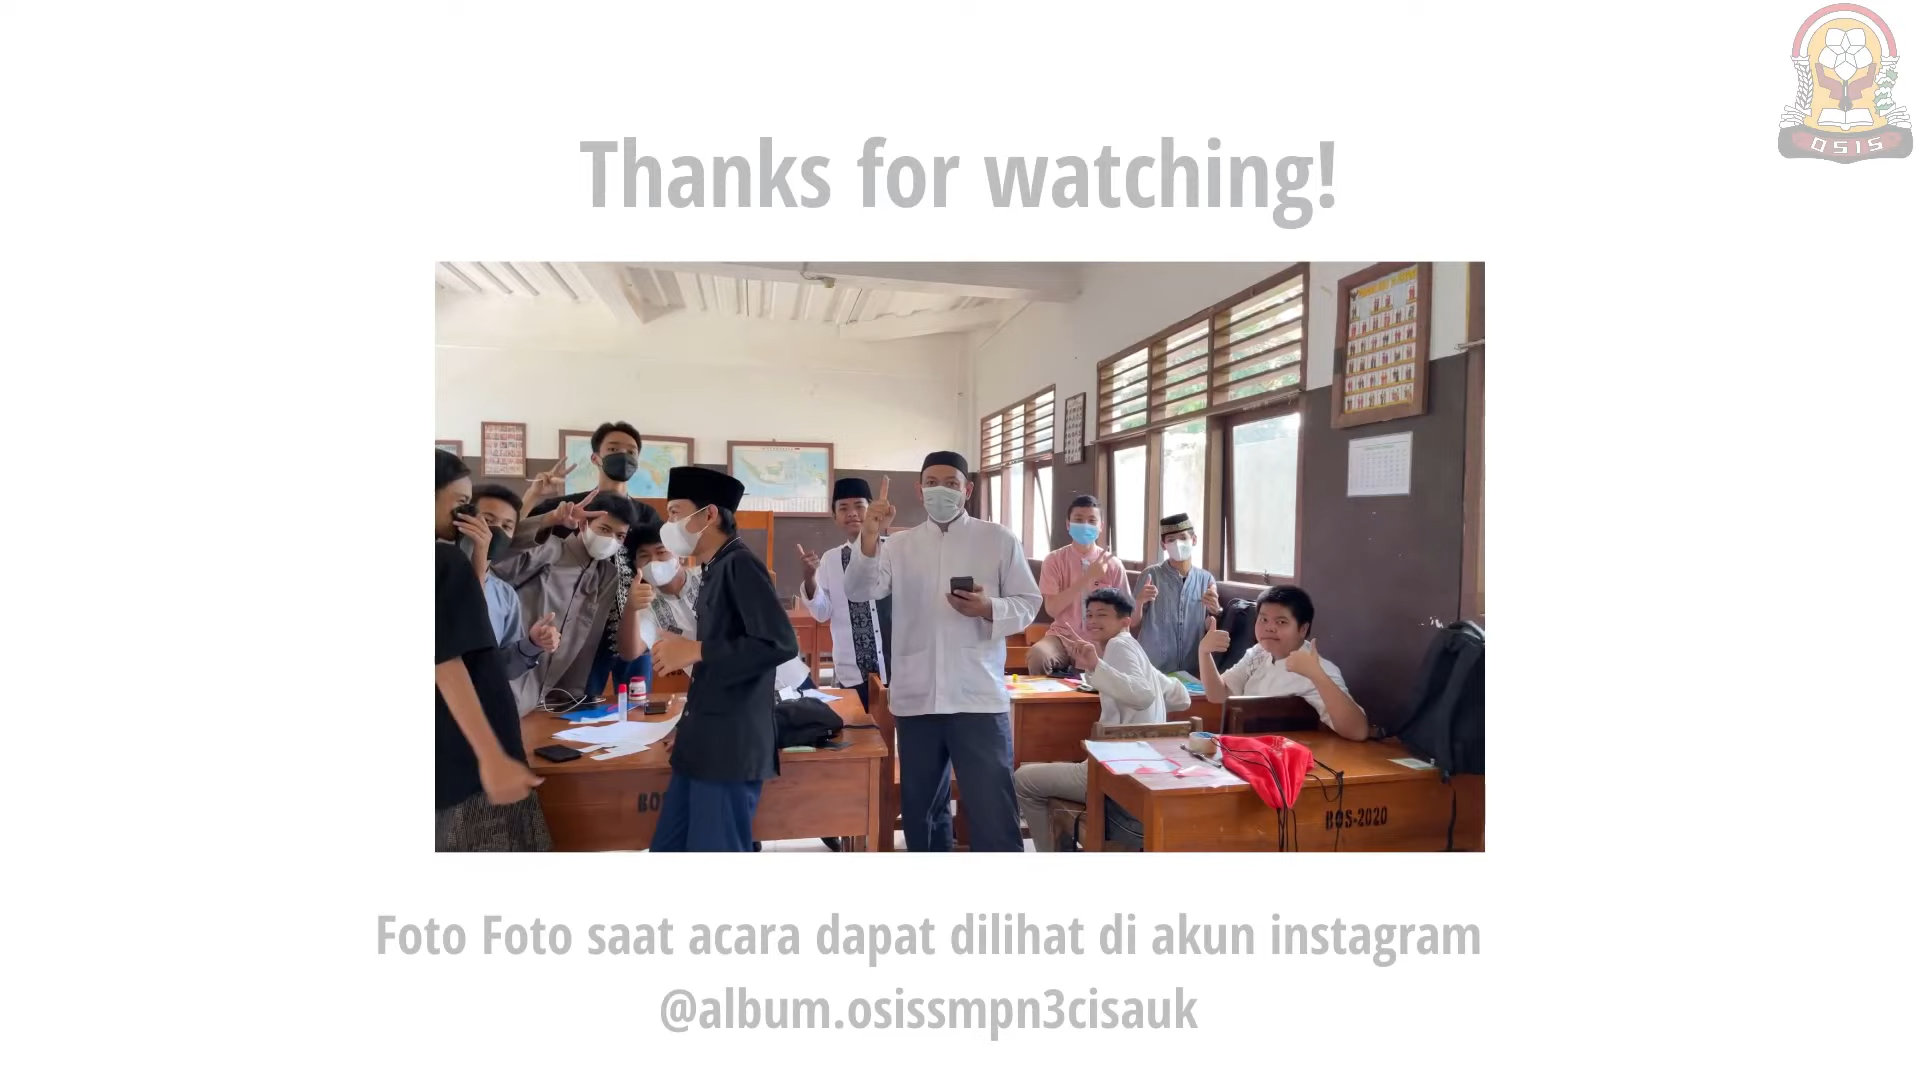 OSIS
Thanks for watching!
BOS-2020
Foto Foto saat acara dapat dilihat di akun instagram
@album.osissmpn3cisauk